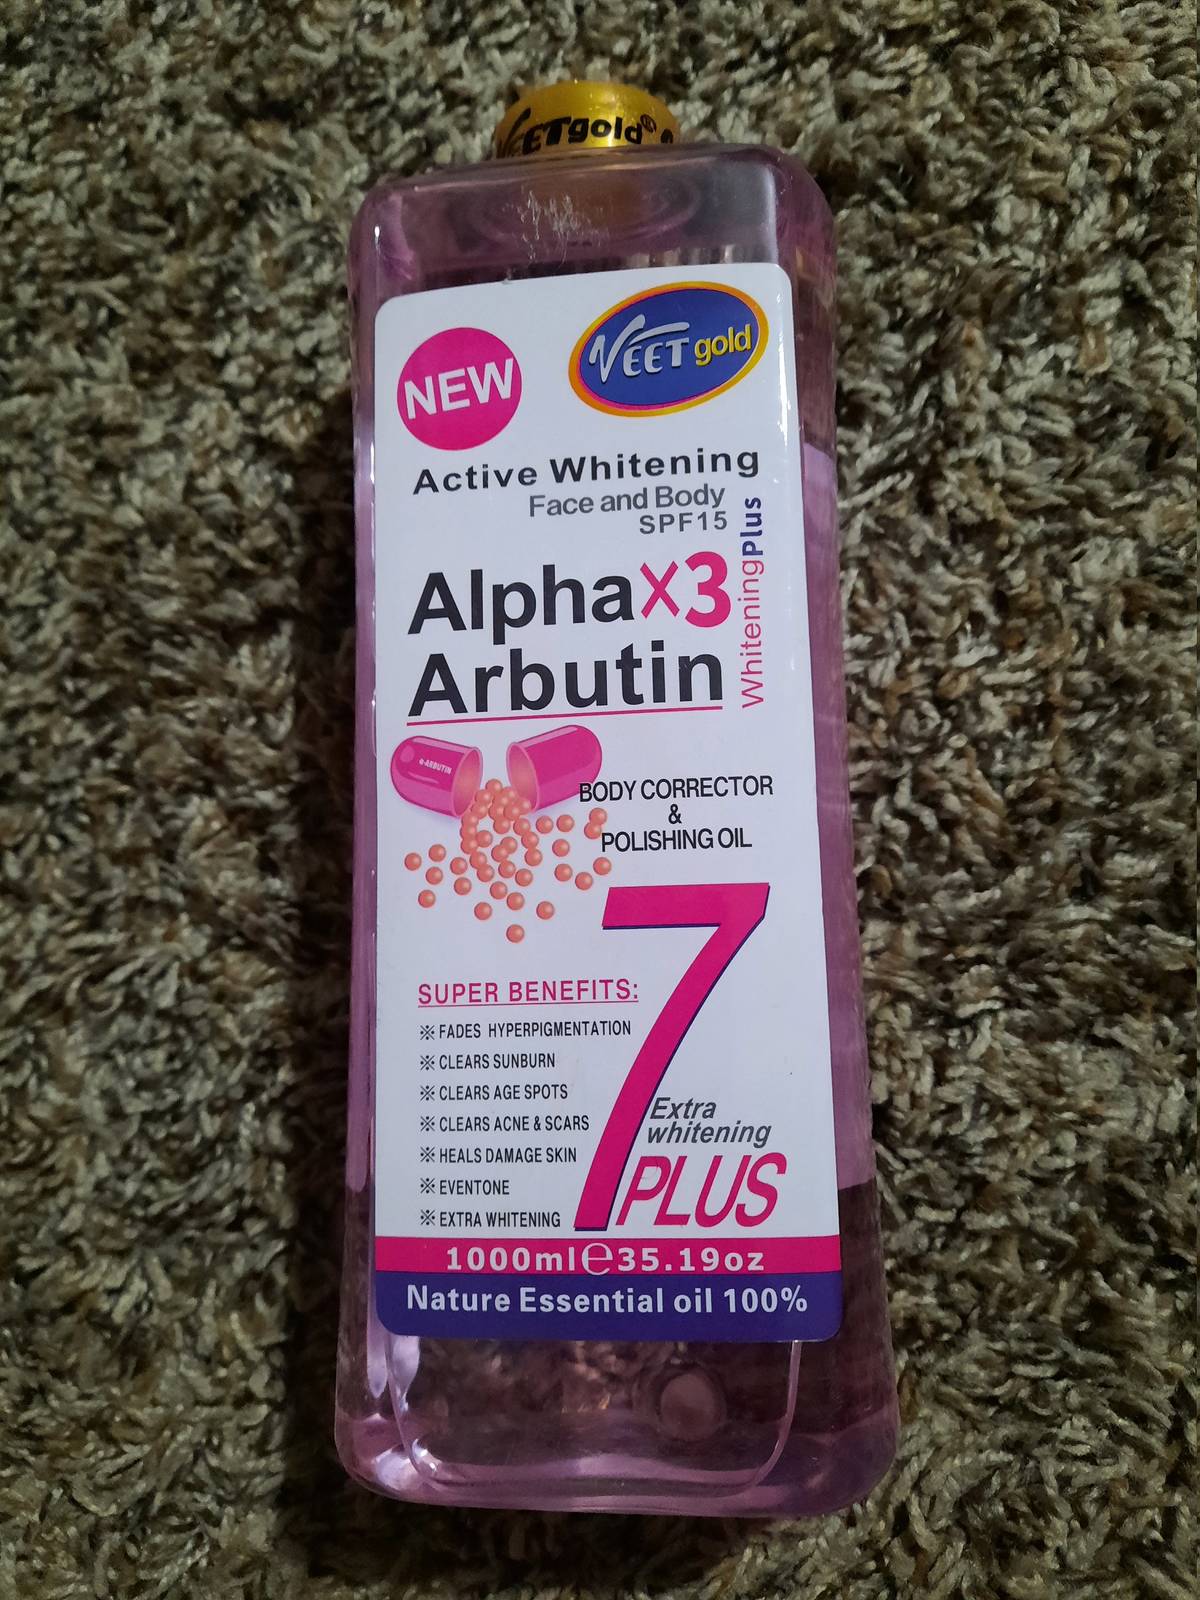 VEETgold®
NEW
VEET gold
Active Whitening
Face and Body
SPF15
WhiteningPlus
Alpha x3
Arbutin
α-ARBUTIN
BODY CORRECTOR
&
POLISHING OIL
7
SUPER BENEFITS:
※ FADES HYPERPIGMENTATION
※ CLEARS SUNBURN
※ CLEARS AGE SPOTS
※ CLEARS ACNE & SCARS
※ HEALS DAMAGE SKIN
※ EVENTONE
※ EXTRA WHITENING
Extra
whitening
PLUS
1000ml℮35.19oz
Nature Essential oil 100%